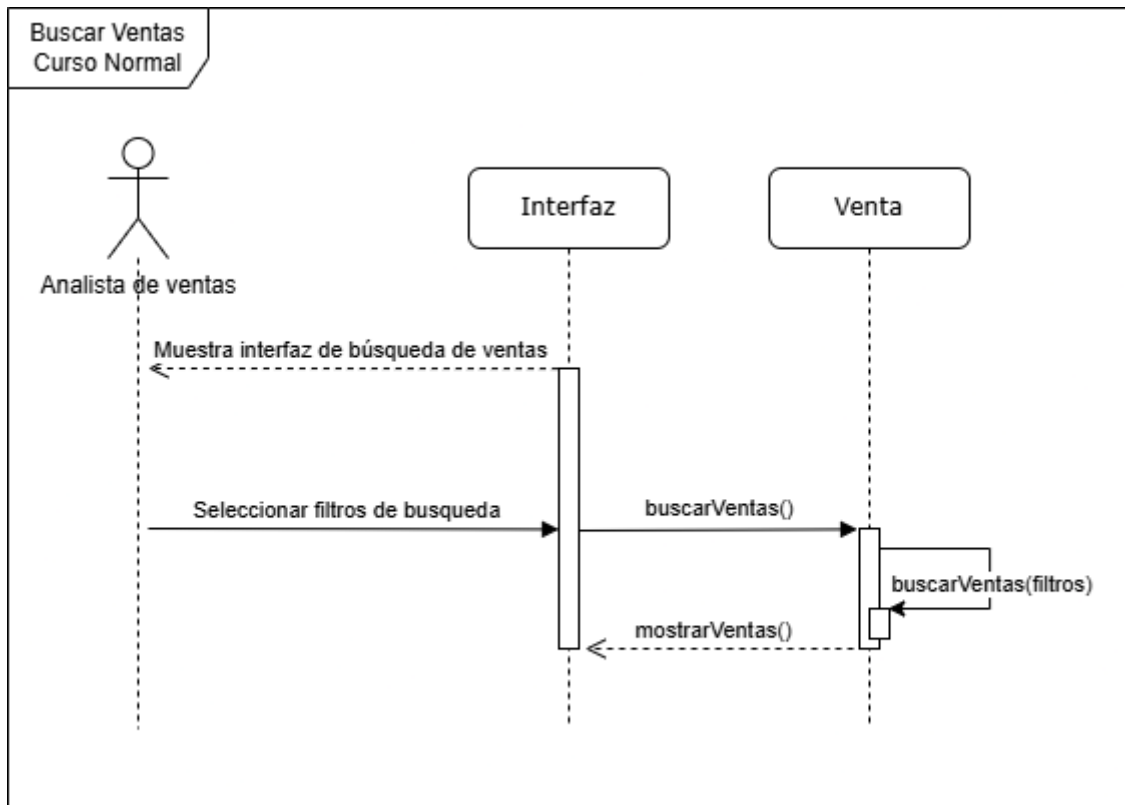 Buscar Ventas
Curso Normal
Interfaz
Venta
Analista de ventas
Muestra interfaz de búsqueda de ventas
Seleccionar filtros de busqueda
buscarVentas()
buscarVentas(filtros)
mostrarVentas()